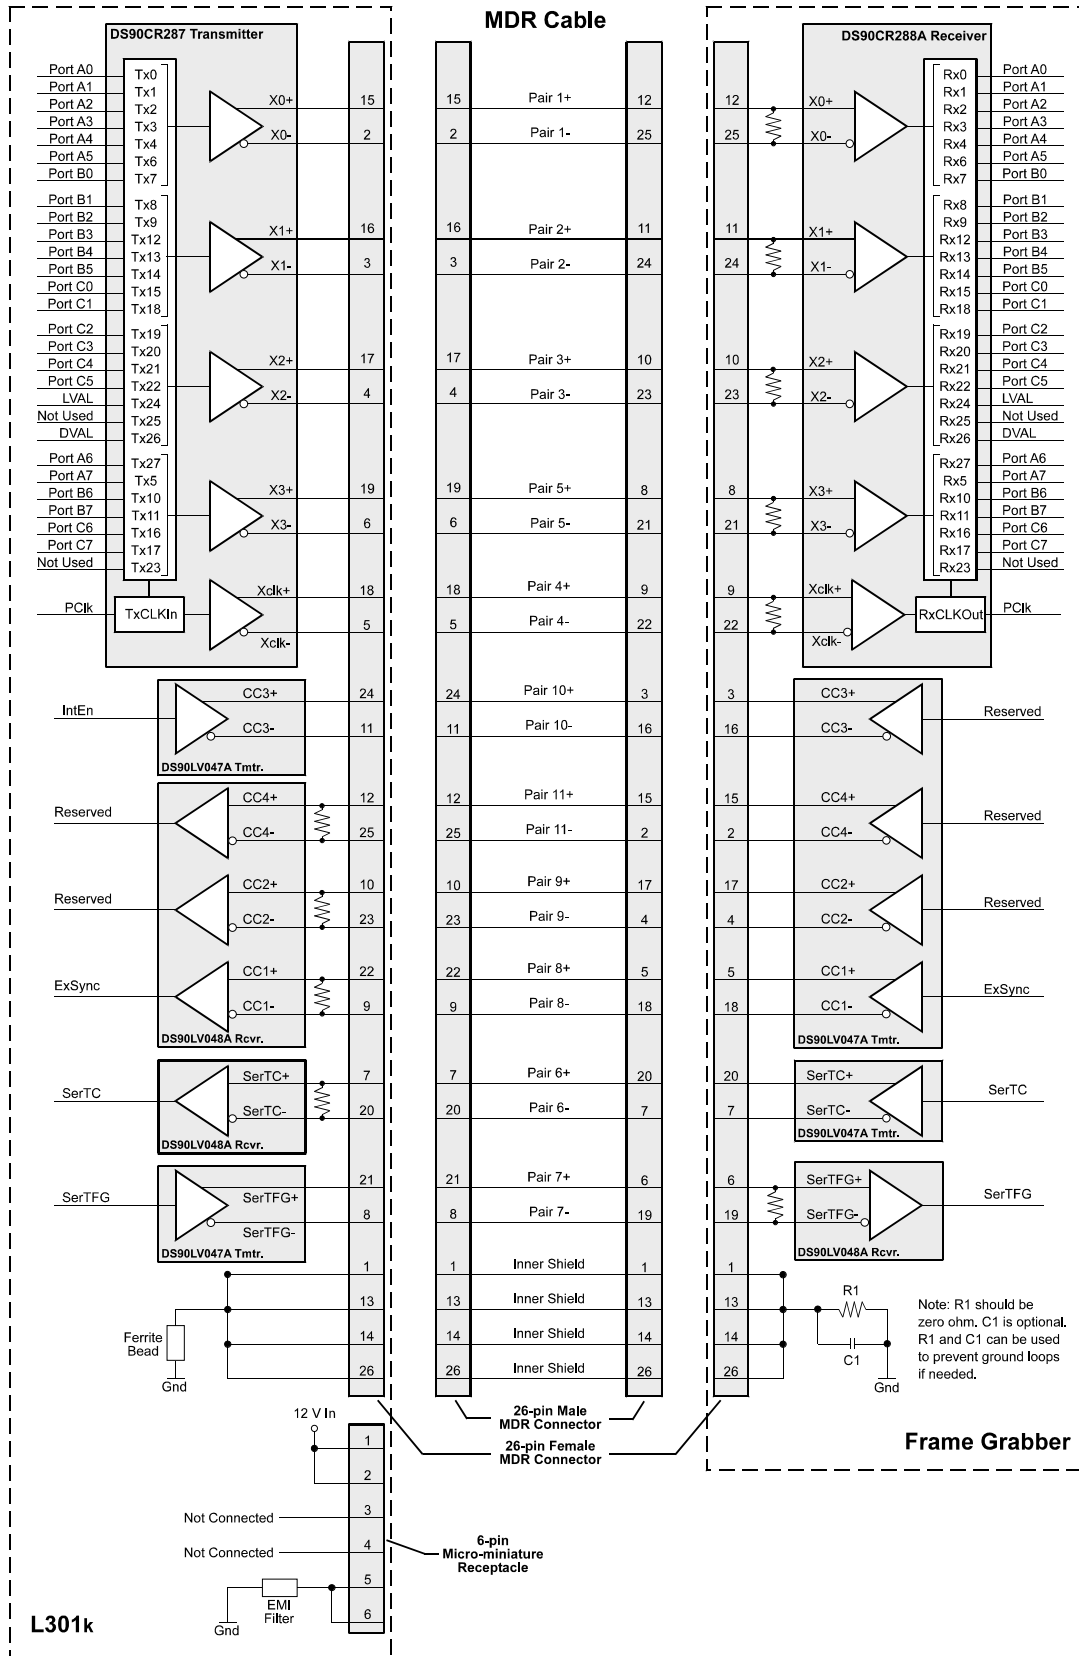 MDR Cable
DS90CR287 Transmitter
DS90CR288A Receiver
Port A0 Tx0
Port A1 Tx1
Port A2 Tx2
Port A3 Tx3
Port A4 Tx4
Port A5 Tx6
Port B0 Tx7
X0+ 15 15 Pair 1+ 12 12 X0+
X0- 2 2 Pair 1- 25 25 X0-
Rx0 Port A0
Rx1 Port A1
Rx2 Port A2
Rx3 Port A3
Rx4 Port A4
Rx6 Port A5
Rx7 Port B0
Port B1 Tx8
Port B2 Tx9
Port B3 Tx12
Port B4 Tx13
Port B5 Tx14
Port C0 Tx15
Port C1 Tx18
X1+ 16 16 Pair 2+ 11 11 X1+
X1- 3 3 Pair 2- 24 24 X1-
Rx8 Port B1
Rx9 Port B2
Rx12 Port B3
Rx13 Port B4
Rx14 Port B5
Rx15 Port C0
Rx18 Port C1
Port C2 Tx19
Port C3 Tx20
Port C4 Tx21
Port C5 Tx22
LVAL Tx24
Not Used Tx25
DVAL Tx26
X2+ 17 17 Pair 3+ 10 10 X2+
X2- 4 4 Pair 3- 23 23 X2-
Rx19 Port C2
Rx20 Port C3
Rx21 Port C4
Rx22 Port C5
Rx24 LVAL
Rx25 Not Used
Rx26 DVAL
Port A6 Tx27
Port A7 Tx5
Port B6 Tx10
Port B7 Tx11
Port C6 Tx16
Port C7 Tx17
Not Used Tx23
X3+ 19 19 Pair 5+ 8 8 X3+
X3- 6 6 Pair 5- 21 21 X3-
Rx27 Port A6
Rx5 Port A7
Rx10 Port B6
Rx11 Port B7
Rx16 Port C6
Rx17 Port C7
Rx23 Not Used
PClk TxCLKIn
Xclk+ 18 18 Pair 4+ 9 9 Xclk+
Xclk- 5 5 Pair 4- 22 22 Xclk-
RxCLKOut PClk
IntEn
CC3+ 24 24 Pair 10+ 3 3 CC3+
CC3- 11 11 Pair 10- 16 16 CC3-
Reserved
DS90LV047A Tmtr.
Reserved
CC4+ 12 12 Pair 11+ 15 15 CC4+
CC4- 25 25 Pair 11- 2 2 CC4-
Reserved
Reserved
CC2+ 10 10 Pair 9+ 17 17 CC2+
CC2- 23 23 Pair 9- 4 4 CC2-
Reserved
ExSync
CC1+ 22 22 Pair 8+ 5 5 CC1+
CC1- 9 9 Pair 8- 18 18 CC1-
ExSync
DS90LV048A Rcvr.
DS90LV047A Tmtr.
SerTC
SerTC+ 7 7 Pair 6+ 20 20 SerTC+
SerTC- 20 20 Pair 6- 7 7 SerTC-
SerTC
DS90LV048A Rcvr.
DS90LV047A Tmtr.
SerTFG
SerTFG+ 21 21 Pair 7+ 6 6 SerTFG+
SerTFG- 8 8 Pair 7- 19 19 SerTFG-
SerTFG
DS90LV047A Tmtr.
DS90LV048A Rcvr.
1 1 Inner Shield 1 1
13 13 Inner Shield 13 13
14 14 Inner Shield 14 14
26 26 Inner Shield 26 26
Ferrite
Bead
Gnd
R1
C1
Gnd
Note: R1 should be
zero ohm. C1 is optional.
R1 and C1 can be used
to prevent ground loops
if needed.
26-pin Male
MDR Connector
26-pin Female
MDR Connector
Frame Grabber
12 V In
1
2
Not Connected 3
Not Connected 4
5
6
EMI
Filter
Gnd
6-pin
Micro-miniature
Receptacle
L301k